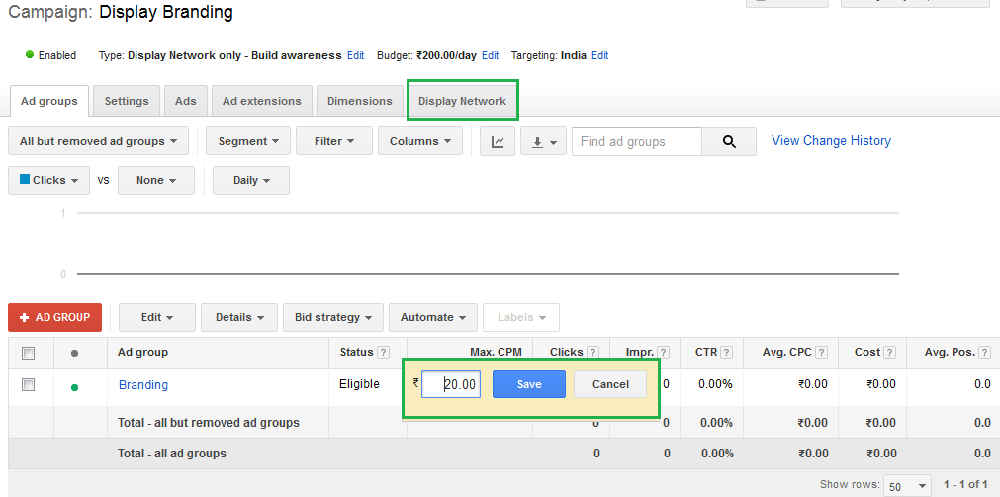 Campaign: Display Branding
Enabled Type: Display Network only - Build awareness Edit Budget: ₹200.00/day Edit Targeting: India Edit
Ad groups Settings Ads Ad extensions Dimensions Display Network
All but removed ad groups Segment Filter Columns Find ad groups View Change History
Clicks vs None Daily
1
0
+ AD GROUP Edit Details Bid strategy Automate Labels
Ad group Status ? Max. CPM Clicks ? Impr. ? CTR ? Avg. CPC ? Cost ? Avg. Pos. ?
Branding Eligible ₹ 20.00 Save Cancel 0 0.00% ₹0.00 ₹0.00 0.0
Total - all but removed ad groups 0 0 0.00% ₹0.00 ₹0.00 0.0
Total - all ad groups 0 0 0.00% ₹0.00 ₹0.00 0.0
Show rows: 50 1 - 1 of 1